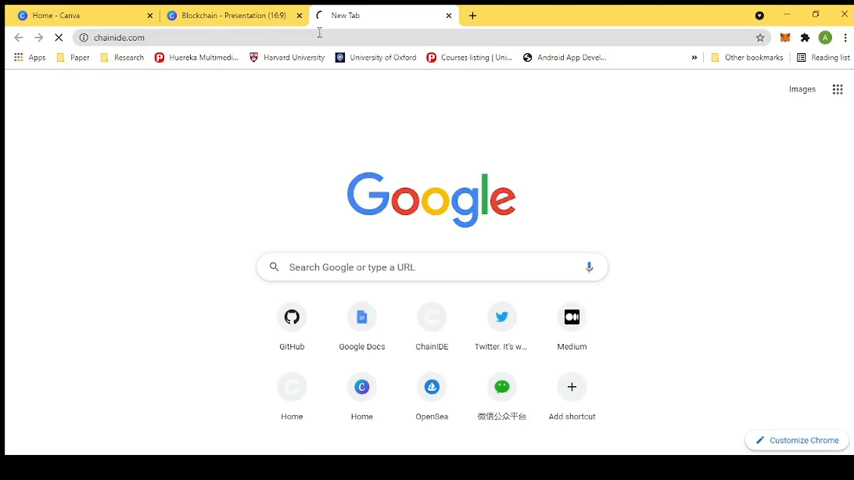 Home - Canva
Blockchain - Presentation (16:9)
New Tab
chainide.com
Apps
Paper
Research
Huereka Multimedi...
Harvard University
University of Oxford
Courses listing | Uni...
Android App Devel...
»
Other bookmarks
Reading list
A
Images
Google
Search Google or type a URL
GitHub
Google Docs
ChainIDE
Twitter. It's w...
Medium
Home
Home
OpenSea
微信公众平台
Add shortcut
Customize Chrome